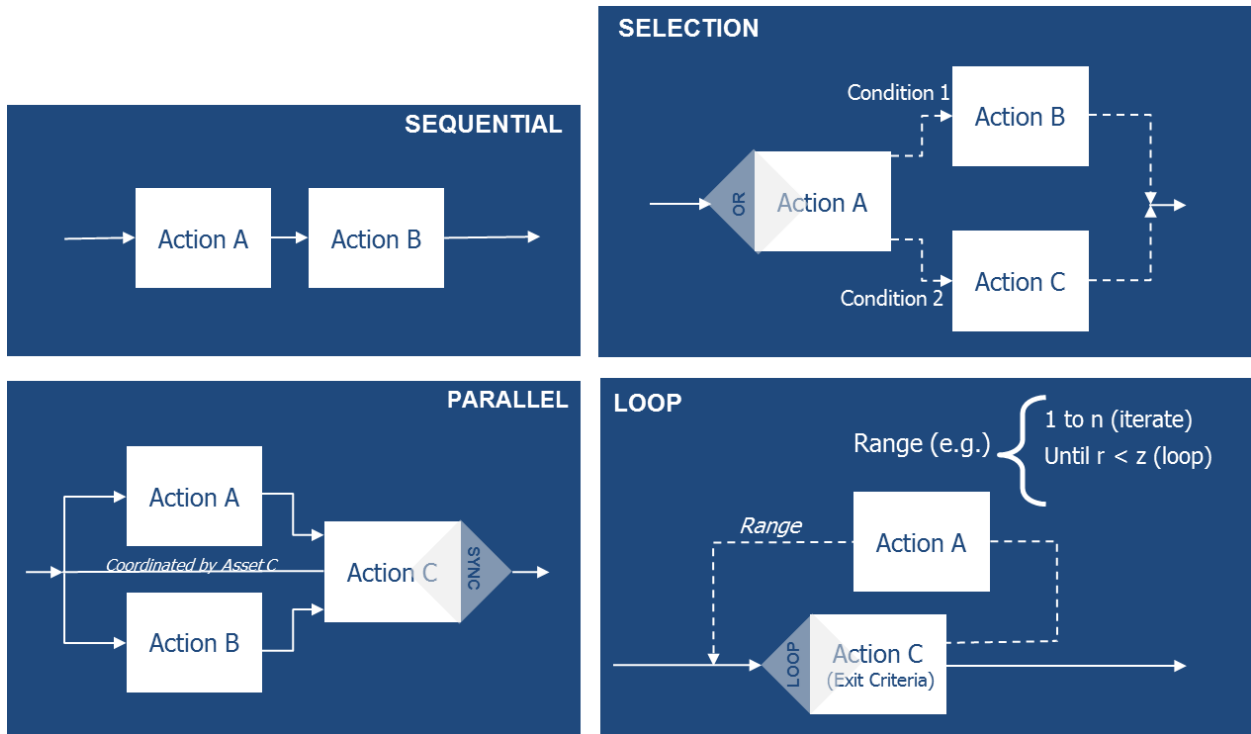 SEQUENTIAL
Action A
Action B
SELECTION
Condition 1
Action B
OR
Action A
Condition 2
Action C
PARALLEL
Action A
Coordinated by Asset C
Action C
SYNC
Action B
LOOP
Range (e.g.)
1 to n (iterate)
Until r < z (loop)
Range
Action A
LOOP
Action C
(Exit Criteria)